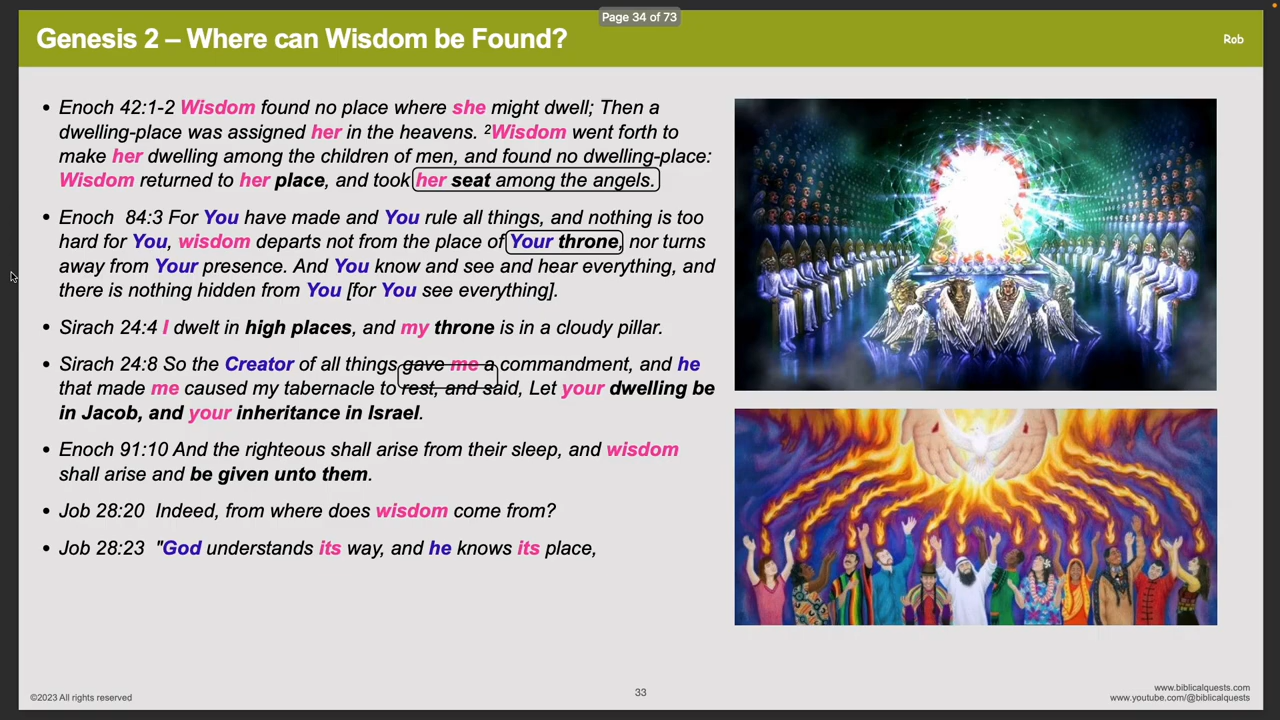 Page 34 of 73
Genesis 2 – Where can Wisdom be Found?
Rob
• Enoch 42:1-2 Wisdom found no place where she might dwell; Then a
dwelling-place was assigned her in the heavens. ²Wisdom went forth to
make her dwelling among the children of men, and found no dwelling-place:
Wisdom returned to her place, and took her seat among the angels.
• Enoch 84:3 For You have made and You rule all things, and nothing is too
hard for You, wisdom departs not from the place of Your throne, nor turns
away from Your presence. And You know and see and hear everything, and
there is nothing hidden from You [for You see everything].
• Sirach 24:4 I dwelt in high places, and my throne is in a cloudy pillar.
• Sirach 24:8 So the Creator of all things gave me a commandment, and he
that made me caused my tabernacle to rest, and said, Let your dwelling be
in Jacob, and your inheritance in Israel.
• Enoch 91:10 And the righteous shall arise from their sleep, and wisdom
shall arise and be given unto them.
• Job 28:20 Indeed, from where does wisdom come from?
• Job 28:23 "God understands its way, and he knows its place,
©2023 All rights reserved
33
www.biblicalquests.com
www.youtube.com/@biblicalquests